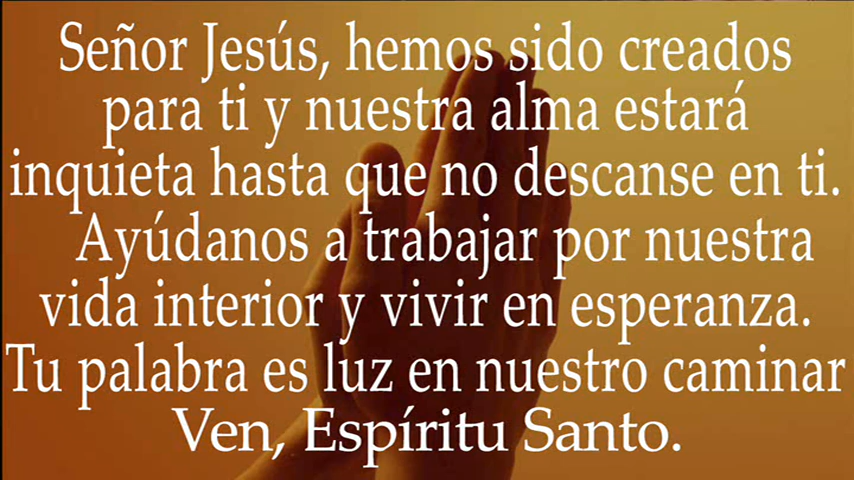 Señor Jesús, hemos sido creados
para ti y nuestra alma estará
inquieta hasta que no descanse en ti.
Ayúdanos a trabajar por nuestra
vida interior y vivir en esperanza.
Tu palabra es luz en nuestro caminar
Ven, Espíritu Santo.